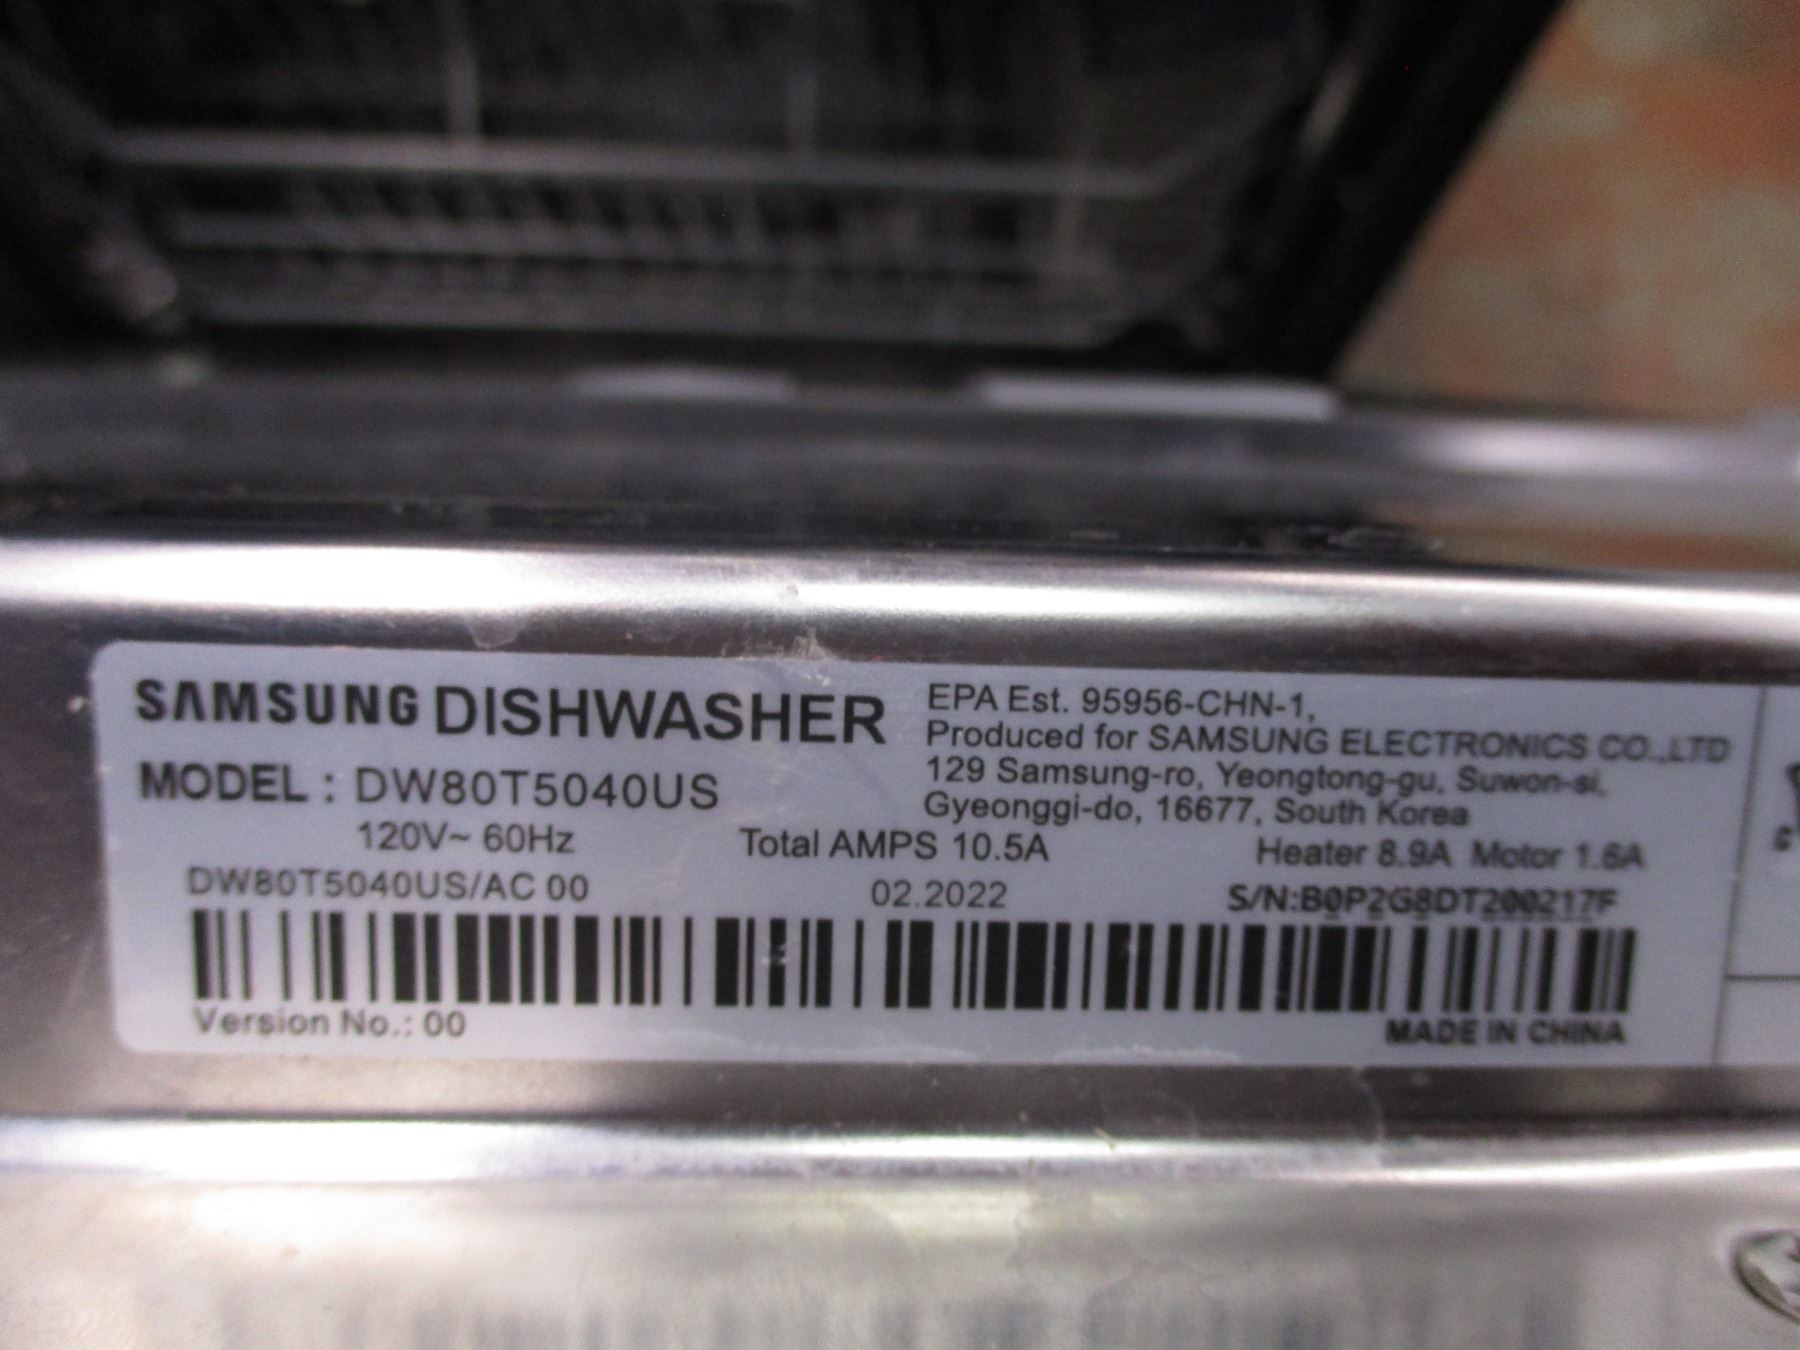 SAMSUNG DISHWASHER
MODEL : DW80T5040US
EPA Est. 95956-CHN-1,
Produced for SAMSUNG ELECTRONICS CO.,LTD
129 Samsung-ro, Yeongtong-gu, Suwon-si,
Gyeonggi-do, 16677, South Korea
120V~ 60Hz Total AMPS 10.5A Heater 8.9A Motor 1.6A
DW80T5040US/AC 00 02.2022 S/N:B0P2G8DT200217F
Version No.: 00 MADE IN CHINA